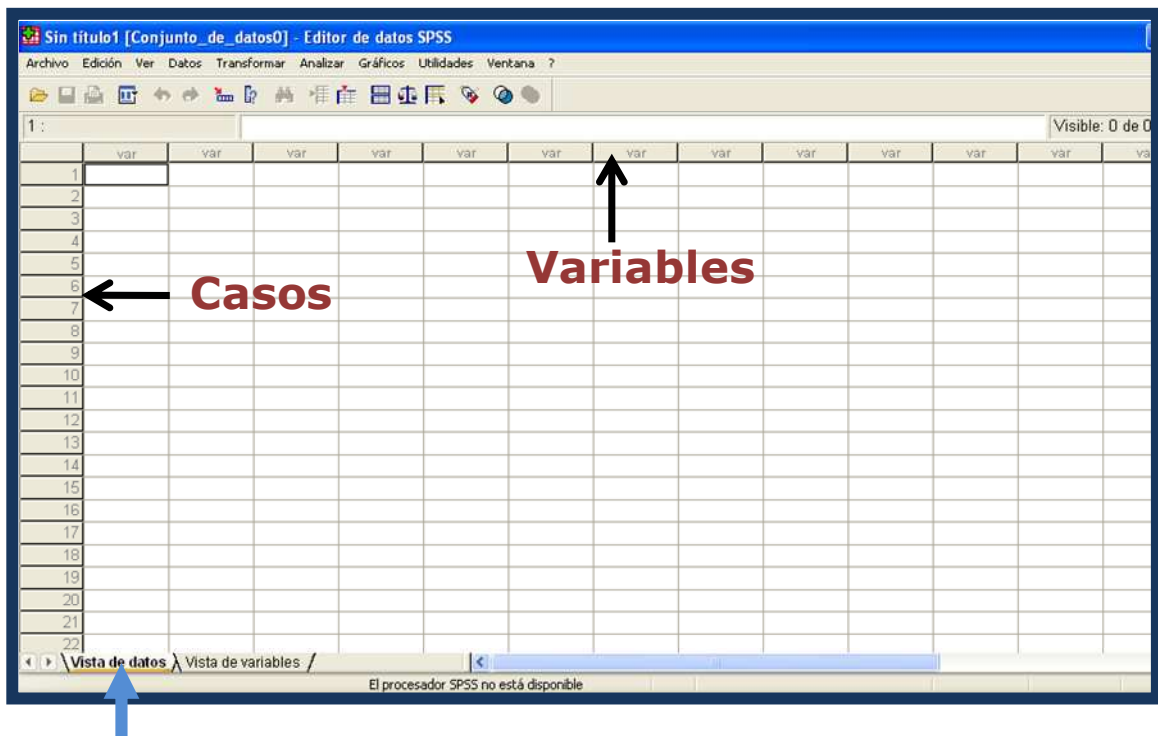 Sin título1 [Conjunto_de_datos0] - Editor de datos SPSS
Archivo Edición Ver Datos Transformar Analizar Gráficos Utilidades Ventana ?
1 : Visible: 0 de 0
var var var var var var var var var var var var va
1
2
3
4
5
Variables
6
Casos
7
8
9
10
11
12
13
14
15
16
17
18
19
20
21
22
Vista de datos Vista de variables
El procesador SPSS no está disponible